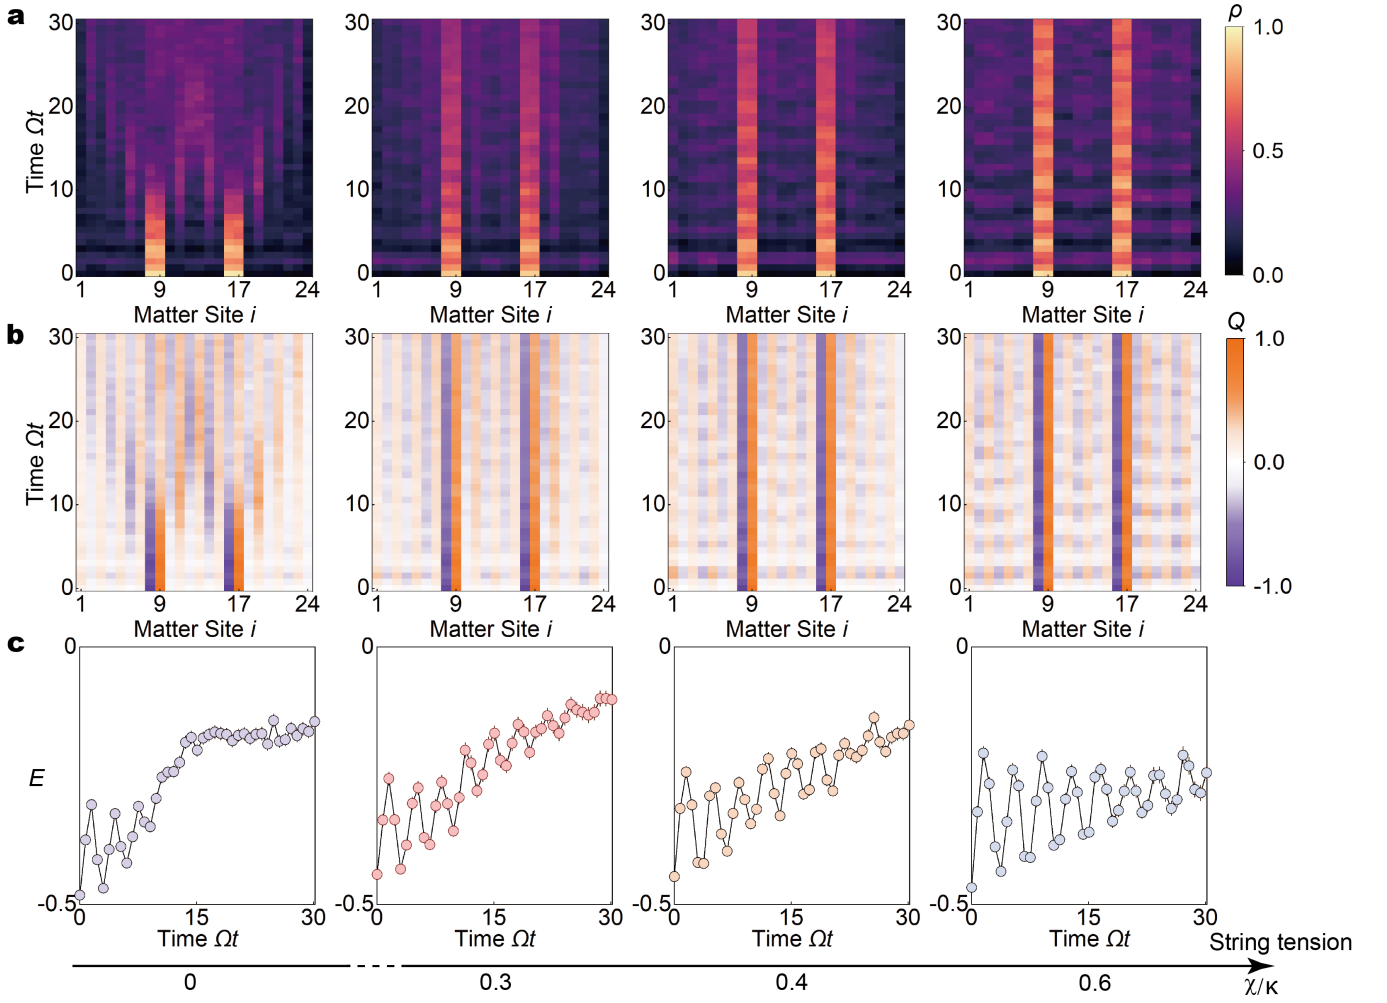 a
ρ
30 30 30 30 1.0
20 20 20 20
Time Ωt 0.5
10 10 10 10
0 0 0 0 0.0
1 9 17 24 1 9 17 24 1 9 17 24 1 9 17 24
Matter Site i Matter Site i Matter Site i Matter Site i
b
Q
30 30 30 30 1.0
20 20 20 20
Time Ωt 0.0
10 10 10 10
0 0 0 0 -1.0
1 9 17 24 1 9 17 24 1 9 17 24 1 9 17 24
Matter Site i Matter Site i Matter Site i Matter Site i
c
0 0 0 0
E
-0.5 -0.5 -0.5 -0.5
0 15 30 0 15 30 0 15 30 0 15 30
Time Ωt Time Ωt Time Ωt Time Ωt
String tension
0 0.3 0.4 0.6 χ/κ